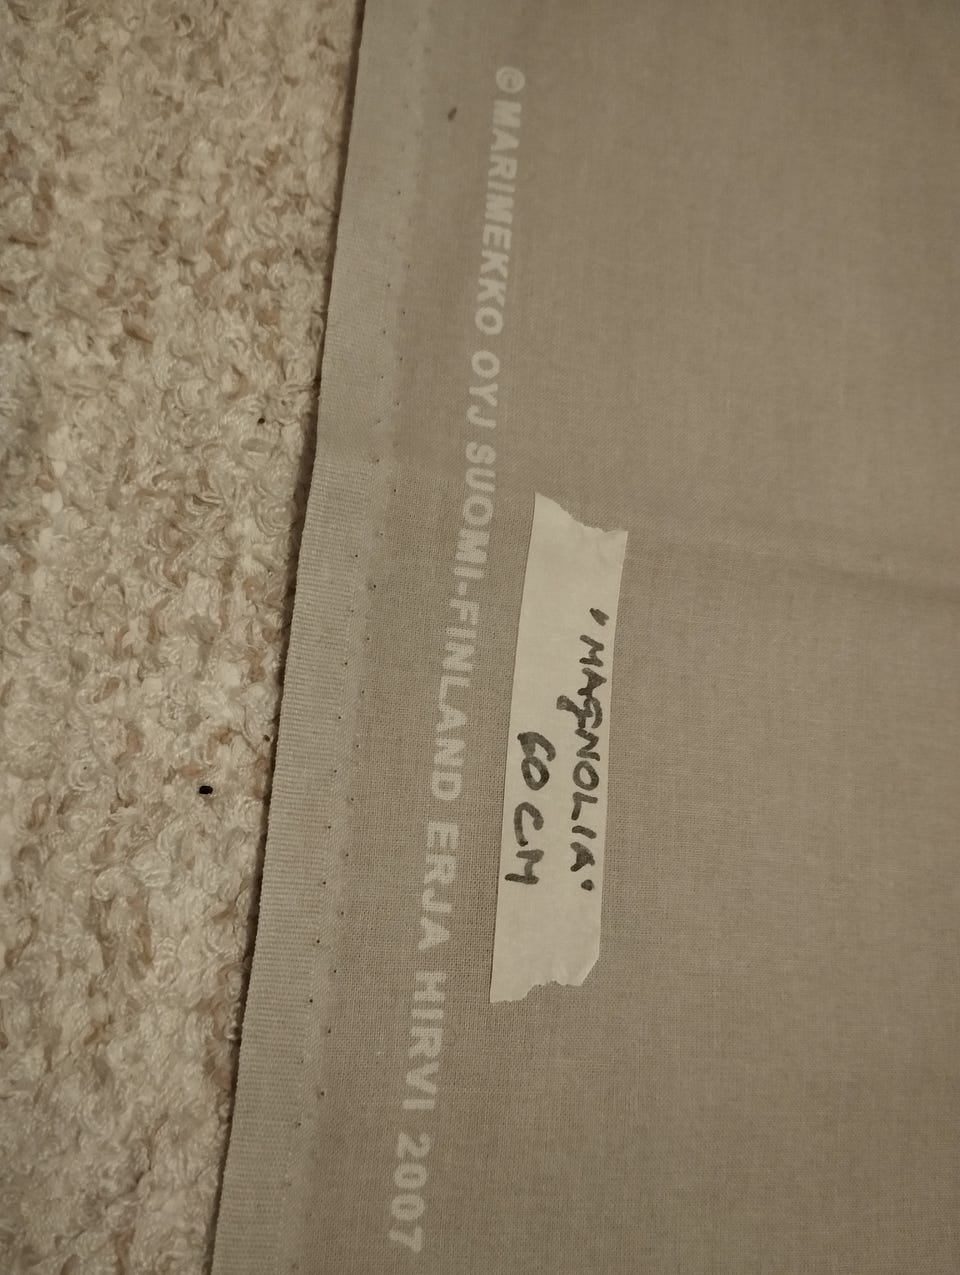 © MARIMEKKO OYJ SUOMI-FINLAND ERJA HIRVI 2007
"MAGNOLIA"
60 CM